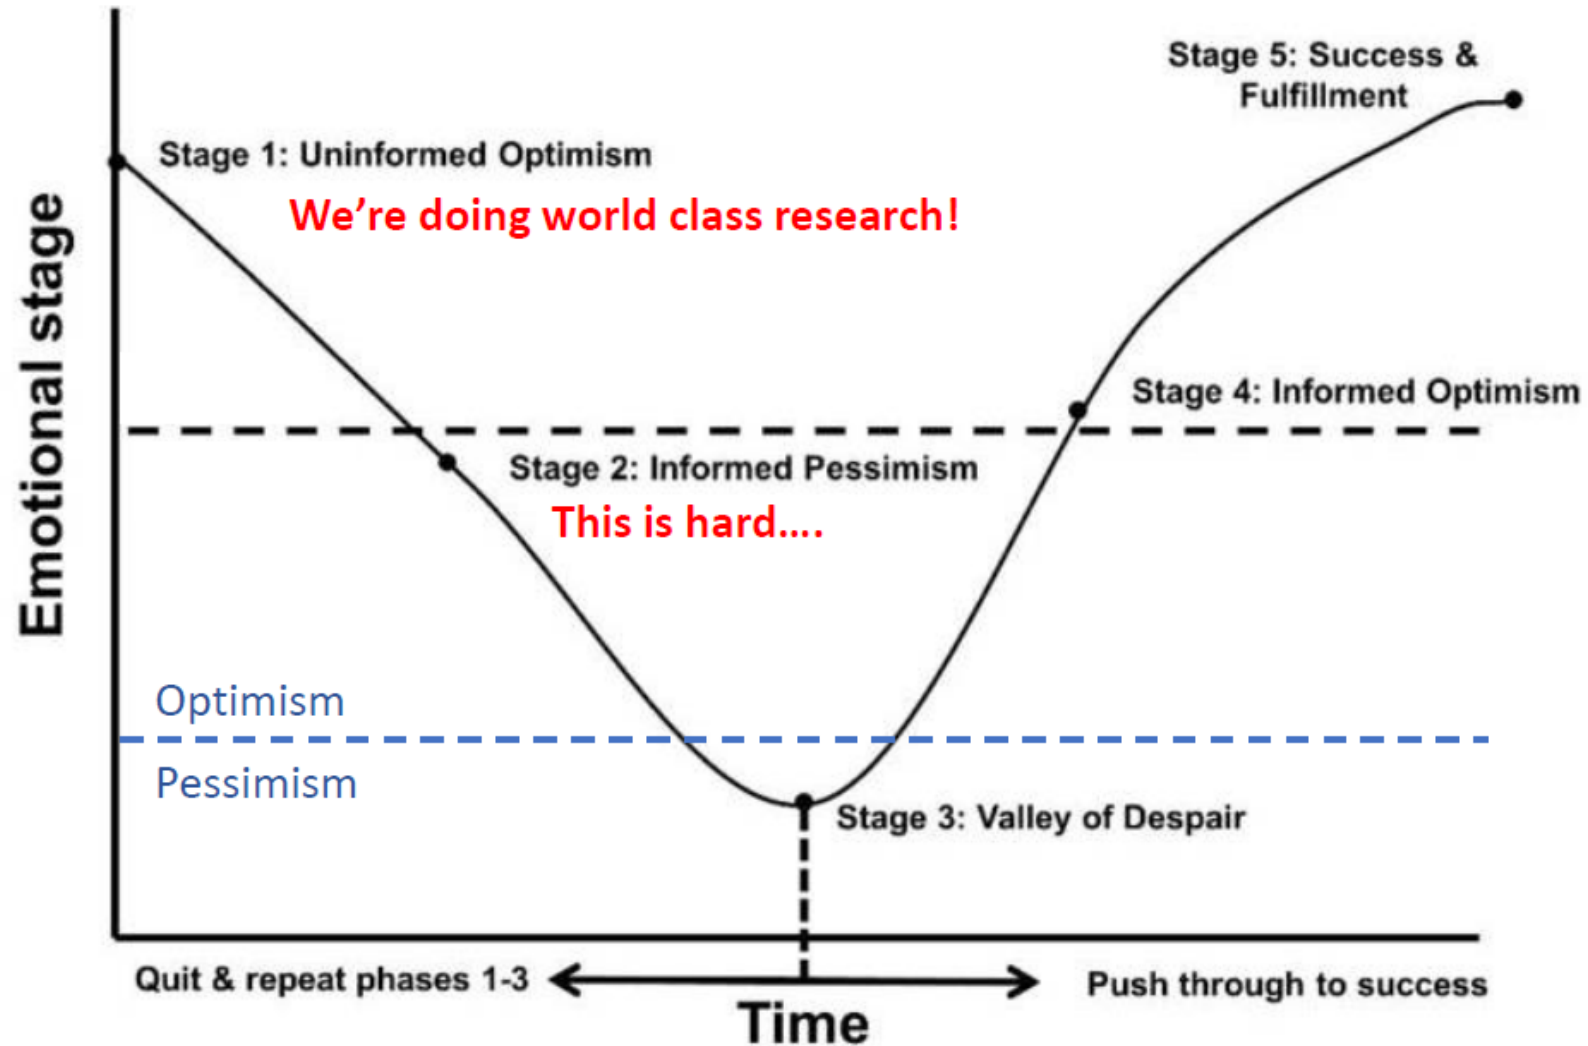 Stage 5: Success &
Fulfillment
Stage 1: Uninformed Optimism
We’re doing world class research!
Emotional stage
Stage 4: Informed Optimism
Stage 2: Informed Pessimism
This is hard....
Optimism
Pessimism
Stage 3: Valley of Despair
Quit & repeat phases 1-3
Push through to success
Time